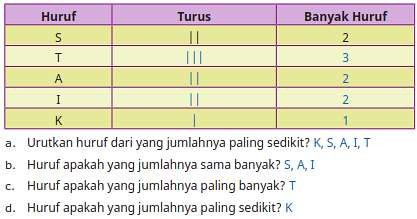 Huruf Turus Banyak Huruf
S || 2
T ||| 3
A || 2
I || 2
K | 1
a. Urutkan huruf dari yang jumlahnya paling sedikit? K, S, A, I, T
b. Huruf apakah yang jumlahnya sama banyak? S, A, I
c. Huruf apakah yang jumlahnya paling banyak? T
d. Huruf apakah yang jumlahnya paling sedikit? K